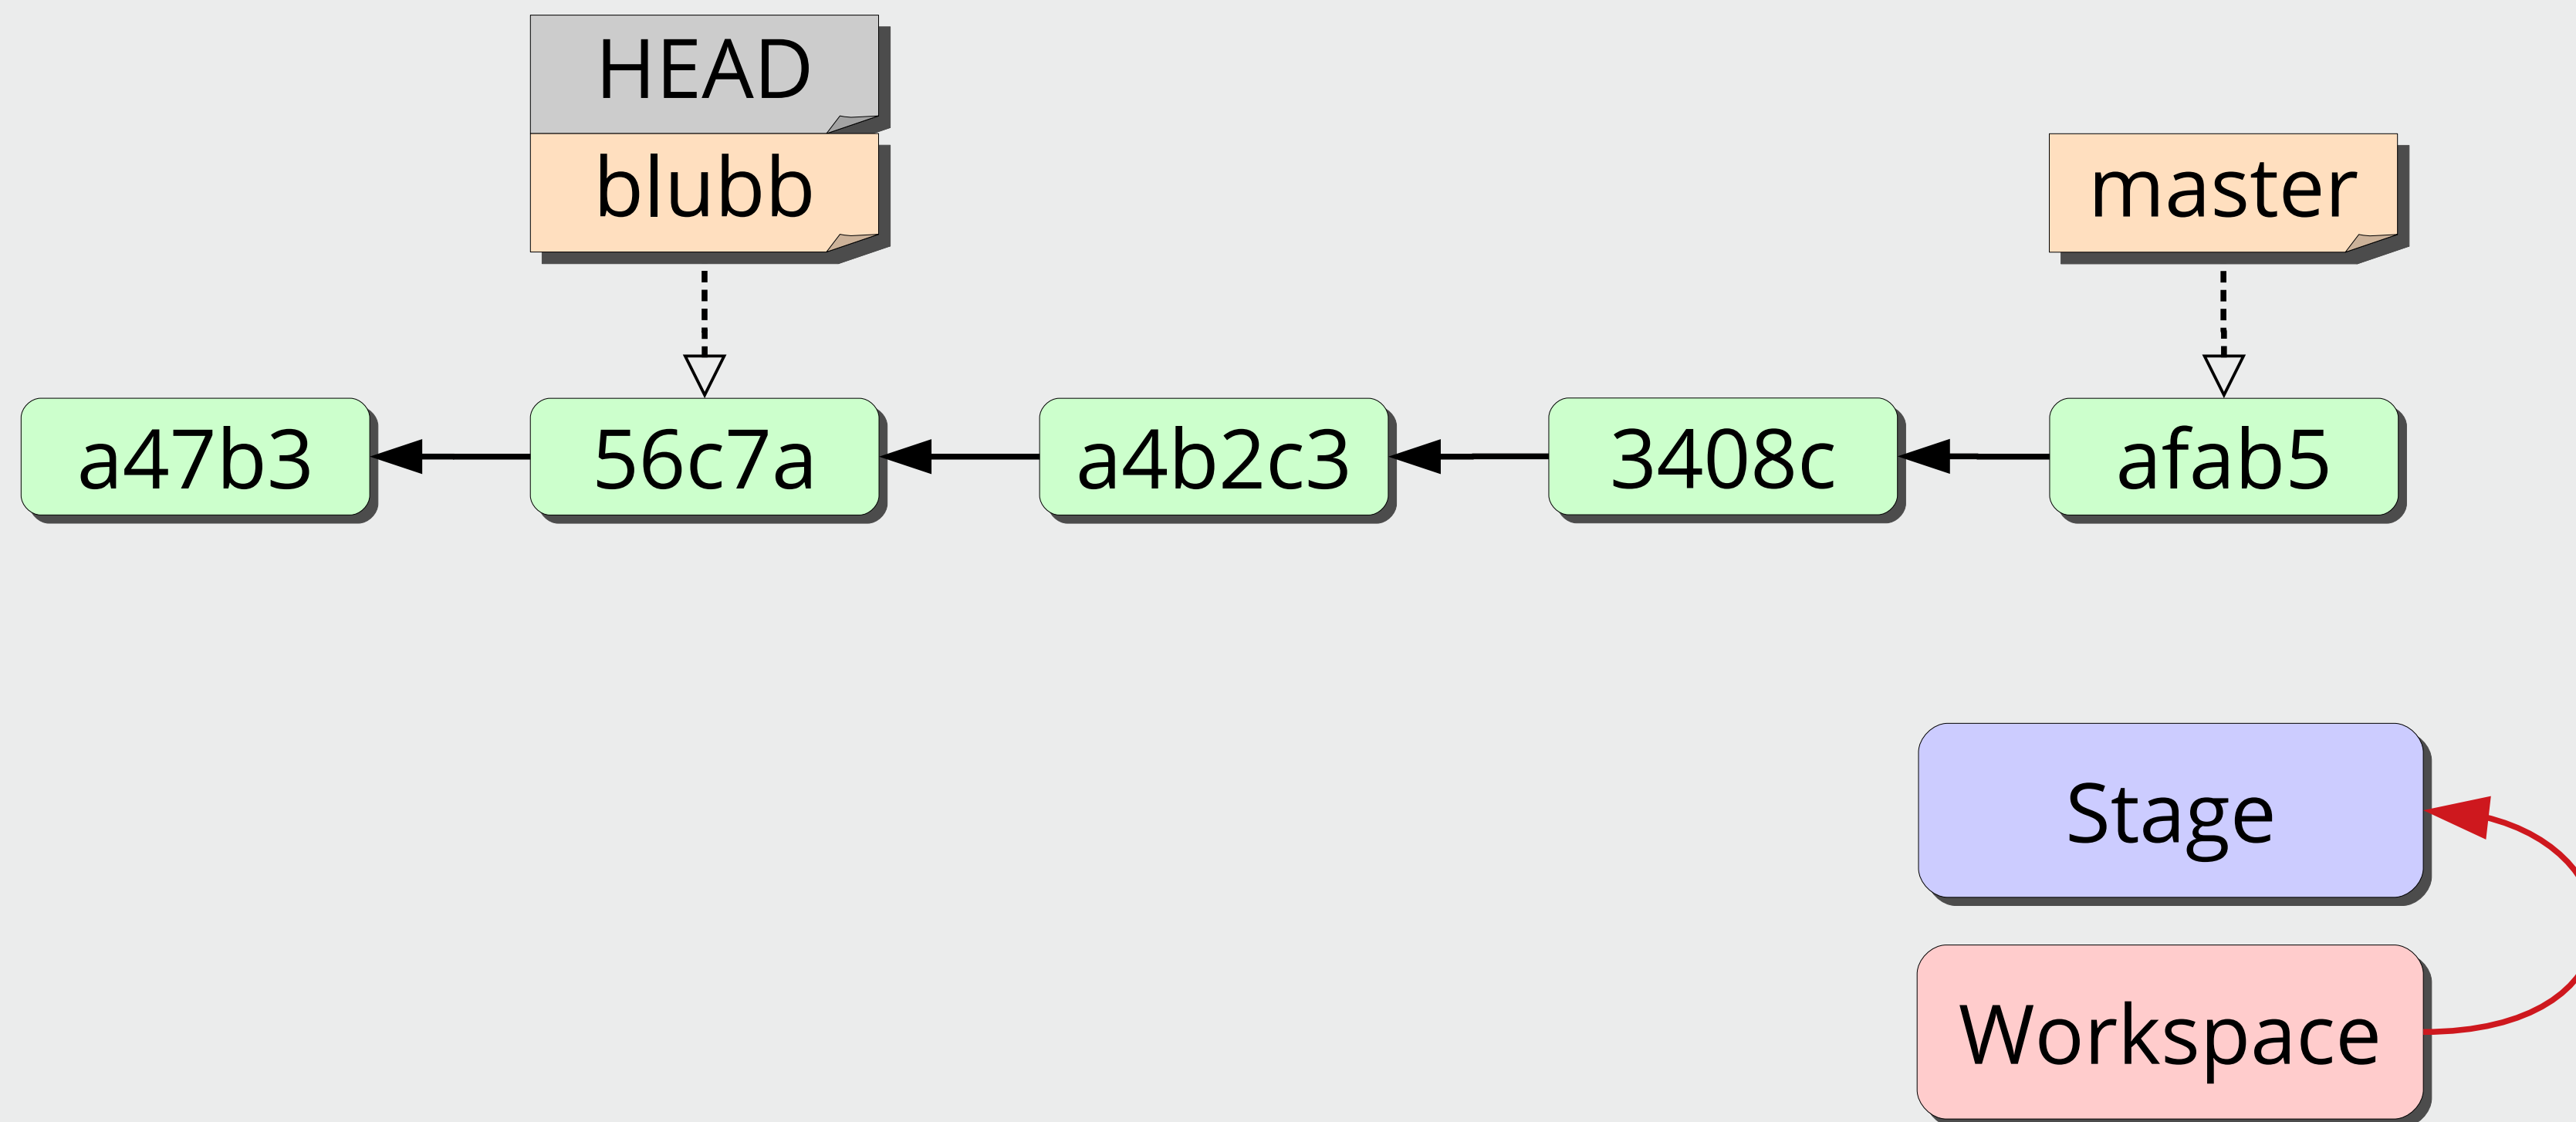 HEAD
blubb
master
a47b3
56c7a
a4b2c3
3408c
afab5
Stage
Workspace